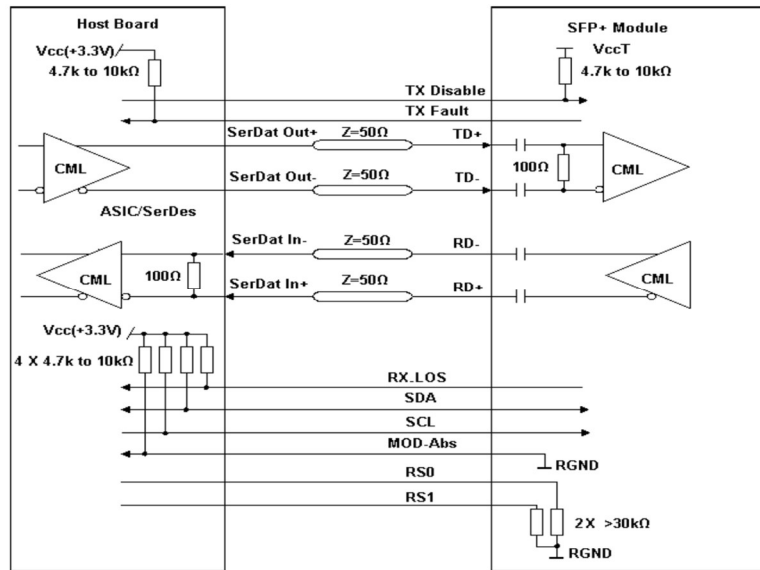 Host Board
SFP+ Module
Vcc(+3.3V)
4.7k to 10kΩ
VccT
4.7k to 10kΩ
TX Disable
TX Fault
SerDat Out+
Z=50Ω
TD+
CML
100Ω
CML
SerDat Out-
Z=50Ω
TD-
ASIC/SerDes
SerDat In-
Z=50Ω
RD-
CML
100Ω
CML
SerDat In+
Z=50Ω
RD+
Vcc(+3.3V)
4 X 4.7k to 10kΩ
RX.LOS
SDA
SCL
MOD-Abs
RGND
RS0
RS1
2X >30kΩ
RGND